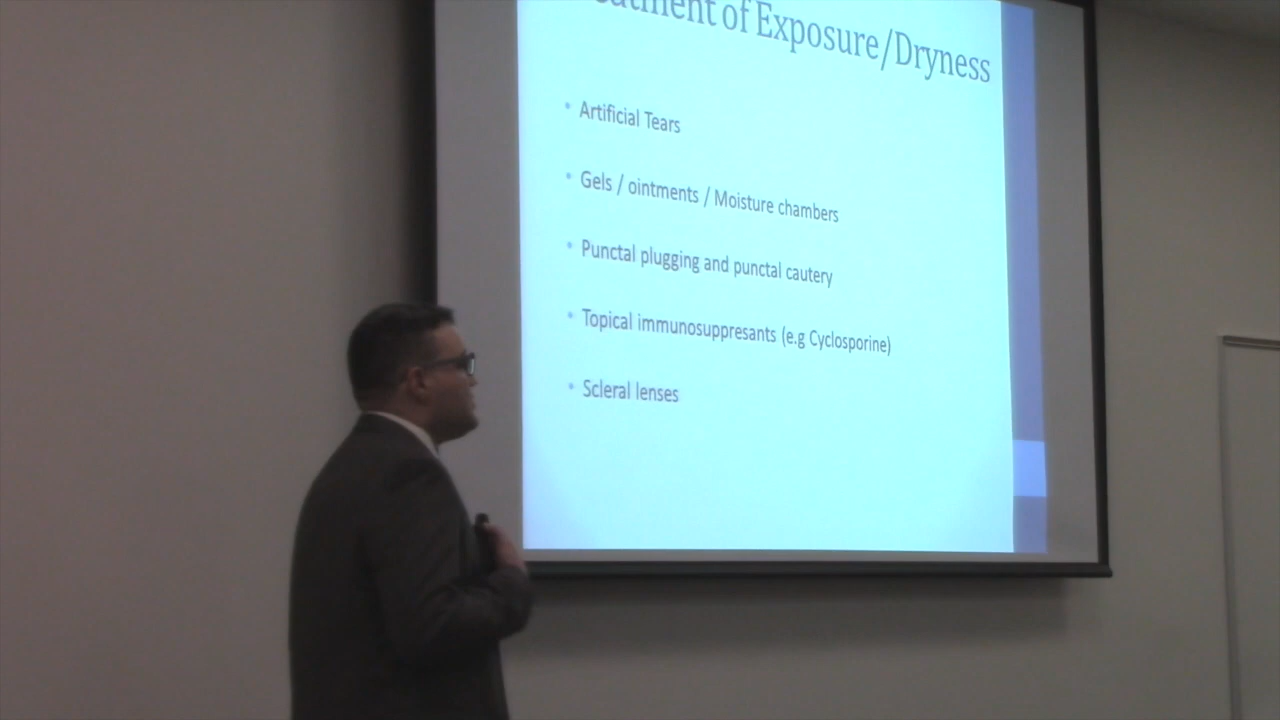 eatment of Exposure/Dryness
• Artificial Tears
• Gels / ointments / Moisture chambers
• Punctal plugging and punctal cautery
• Topical immunosuppresants (e.g Cyclosporine)
• Scleral lenses